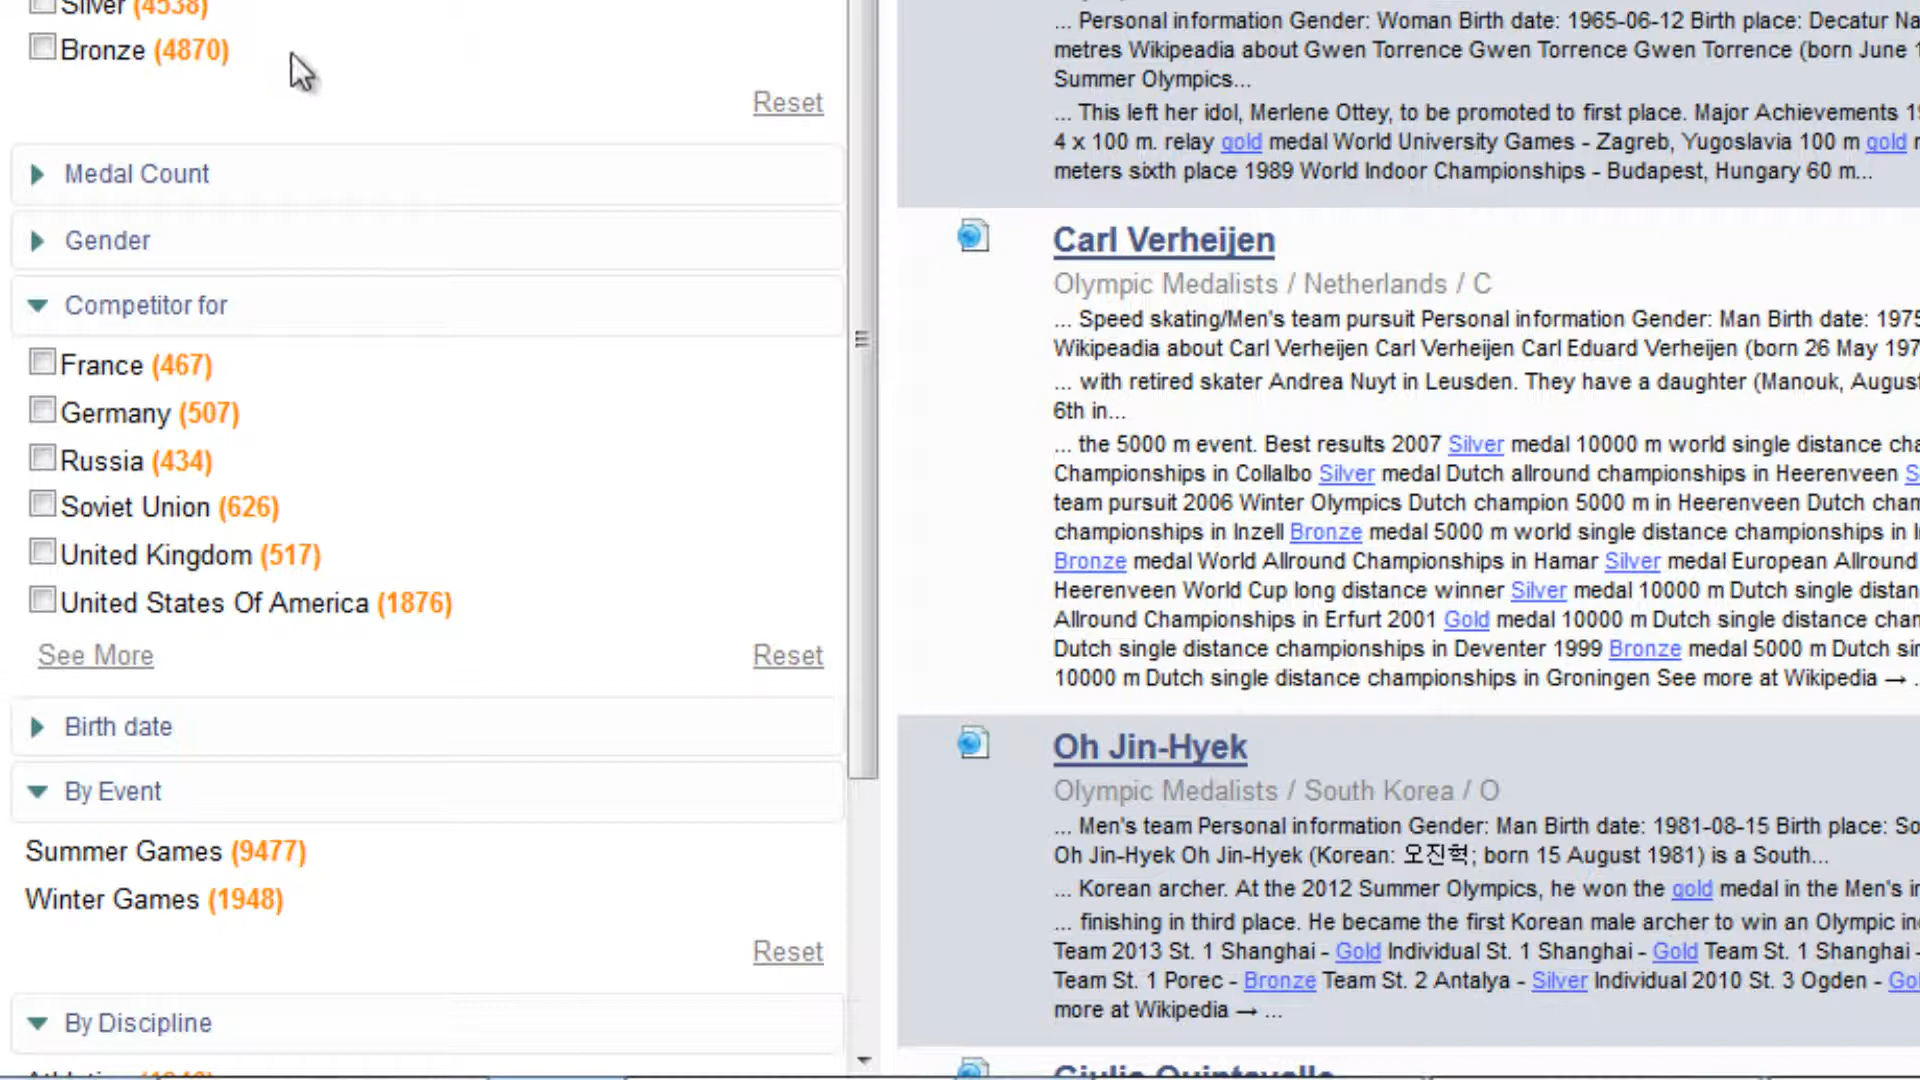 Silver (4538)
Bronze (4870)
Reset
Medal Count
Gender
Competitor for
France (467)
Germany (507)
Russia (434)
Soviet Union (626)
United Kingdom (517)
United States Of America (1876)
See More
Reset
Birth date
By Event
Summer Games (9477)
Winter Games (1948)
Reset
By Discipline
... Personal information Gender: Woman Birth date: 1965-06-12 Birth place: Decatur
metres Wikipeadia about Gwen Torrence Gwen Torrence Gwen Torrence (born June
Summer Olympics...
... This left her idol, Merlene Ottey, to be promoted to first place. Major Achievements
4 x 100 m. relay gold medal World University Games - Zagreb, Yugoslavia 100 m gold
meters sixth place 1989 World Indoor Championships - Budapest, Hungary 60 m...
Carl Verheijen
Olympic Medalists / Netherlands / C
... Speed skating/Men's team pursuit Personal information Gender: Man Birth date: 1975
Wikipeadia about Carl Verheijen Carl Verheijen Carl Eduard Verheijen (born 26 May 197
... with retired skater Andrea Nuyt in Leusden. They have a daughter (Manouk, August
6th in...
... the 5000 m event. Best results 2007 Silver medal 10000 m world single distance
Championships in Collalbo Silver medal Dutch allround championships in Heerenveen
team pursuit 2006 Winter Olympics Dutch champion 5000 m in Heerenveen Dutch
championships in Inzell Bronze medal 5000 m world single distance championships in
Bronze medal World Allround Championships in Hamar Silver medal European Allround
Heerenveen World Cup long distance winner Silver medal 10000 m Dutch single
Allround Championships in Erfurt 2001 Gold medal 10000 m Dutch single distance
Dutch single distance championships in Deventer 1999 Bronze medal 5000 m Dutch
10000 m Dutch single distance championships in Groningen See more at Wikipedia → .
Oh Jin-Hyek
Olympic Medalists / South Korea / O
... Men's team Personal information Gender: Man Birth date: 1981-08-15 Birth place:
Oh Jin-Hyek Oh Jin-Hyek (Korean: 오진혁; born 15 August 1981) is a South...
... Korean archer. At the 2012 Summer Olympics, he won the gold medal in the Men's
... finishing in third place. He became the first Korean male archer to win an Olympic
Team 2013 St. 1 Shanghai - Gold Individual St. 1 Shanghai - Gold Team St. 1 Shanghai -
Team St. 1 Porec - Bronze Team St. 2 Antalya - Silver Individual 2010 St. 3 Ogden -
more at Wikipedia → ...